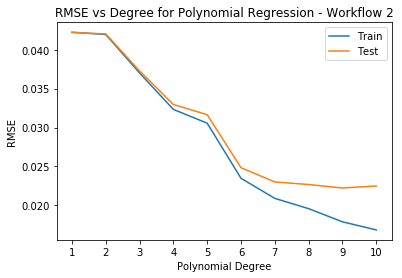 RMSE vs Degree for Polynomial Regression - Workflow 2
Train
Test
RMSE
0.040
0.035
0.030
0.025
0.020
1 2 3 4 5 6 7 8 9 10
Polynomial Degree